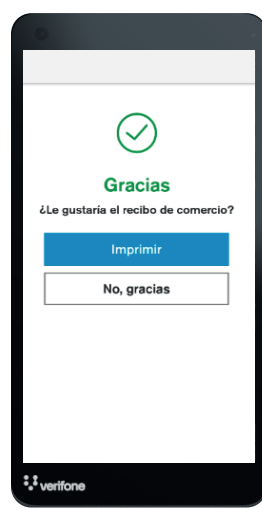 Gracias
¿Le gustaría el recibo de comercio?
Imprimir
No, gracias
verifone